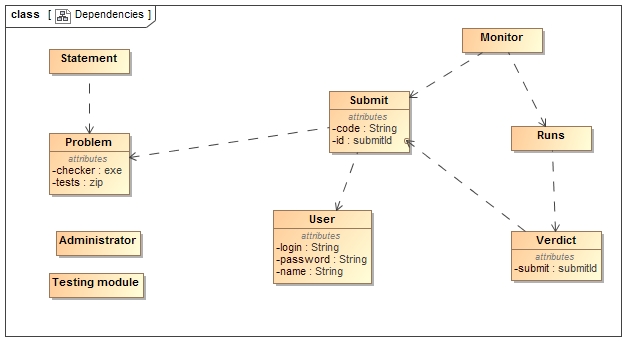 class [ Dependencies ]
Monitor
Statement
Submit
attributes
-code : String
-id : submitId
Problem
attributes
-checker : exe
-tests : zip
Runs
User
attributes
-login : String
-password : String
-name : String
Administrator
Verdict
attributes
-submit : submitId
Testing module